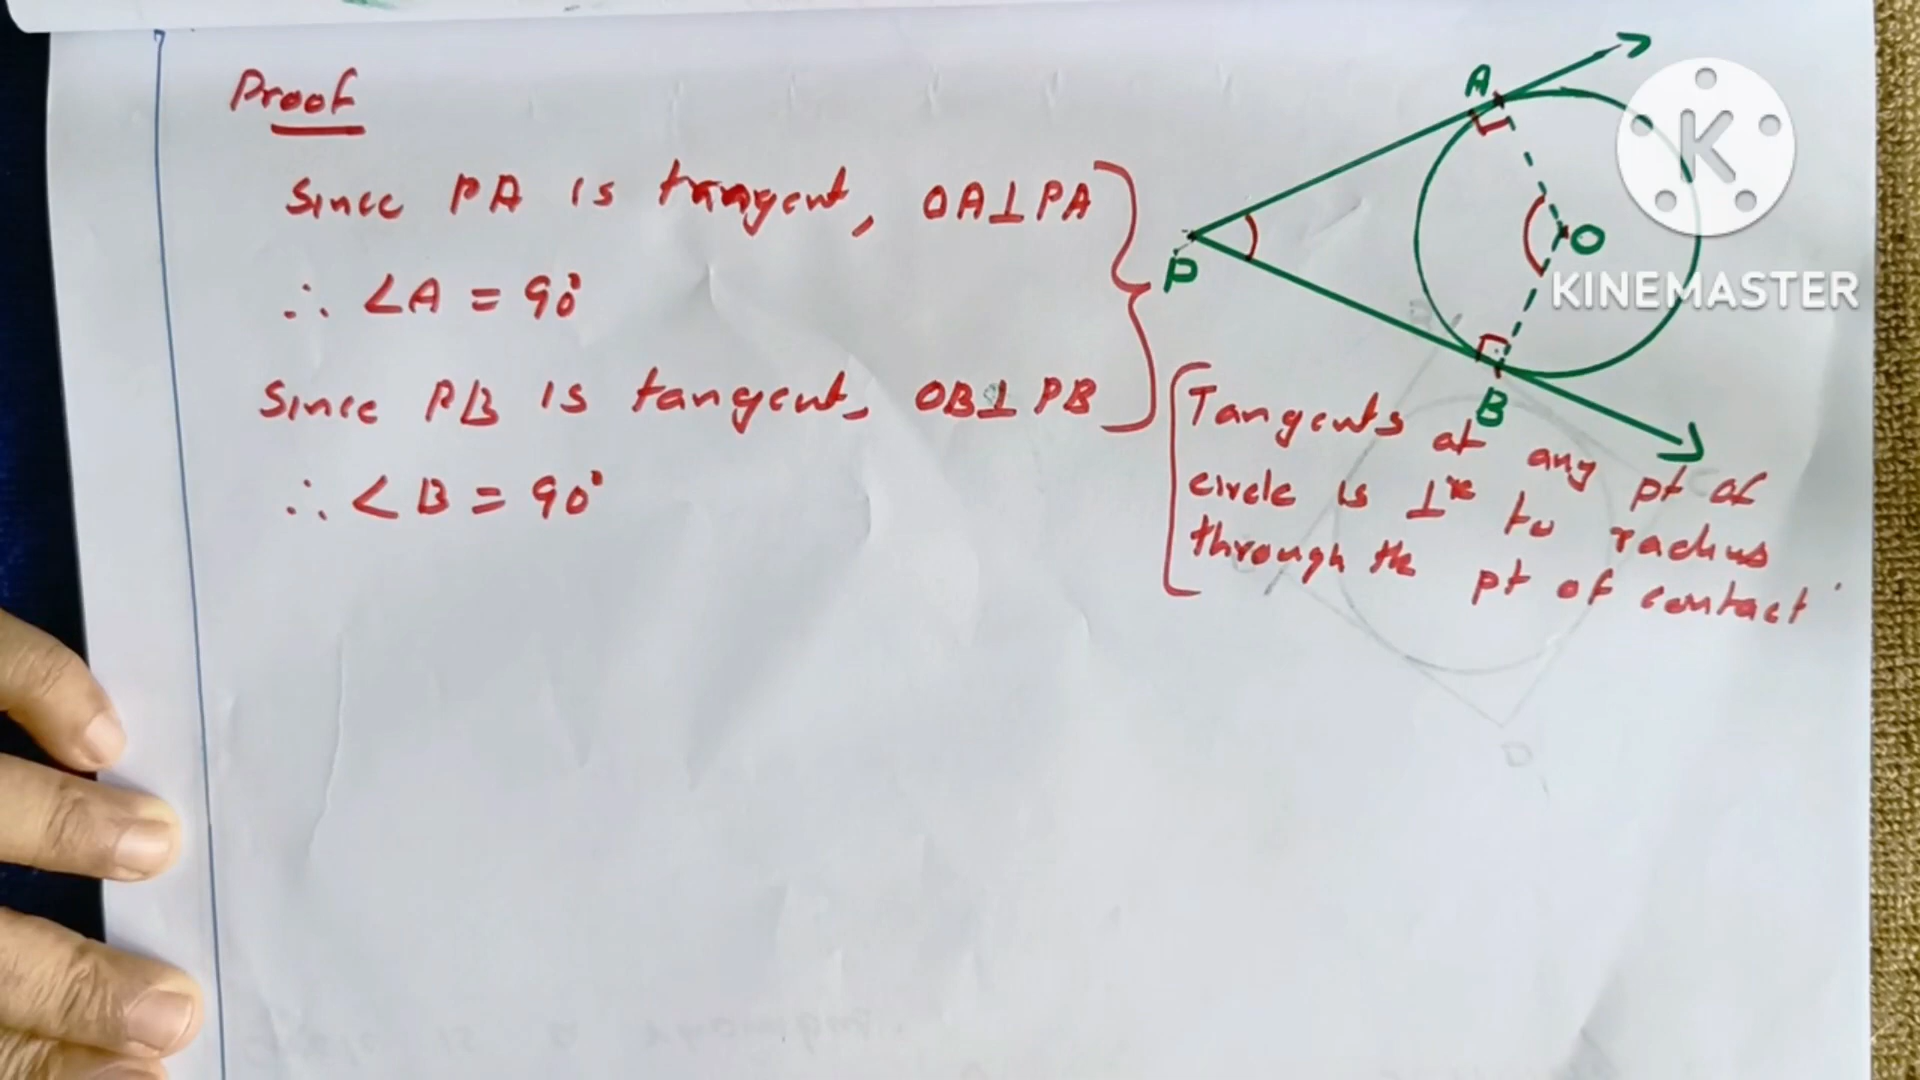 Proof
Since PA is tangent, OA⊥PA
∴ ∠A = 90°
Since PB is tangent, OB⊥PB
∴ ∠B = 90°
A
P
O
B
K
KINEMASTER
Tangents at any pt of
circle is ⊥r to radius
through the pt of contact